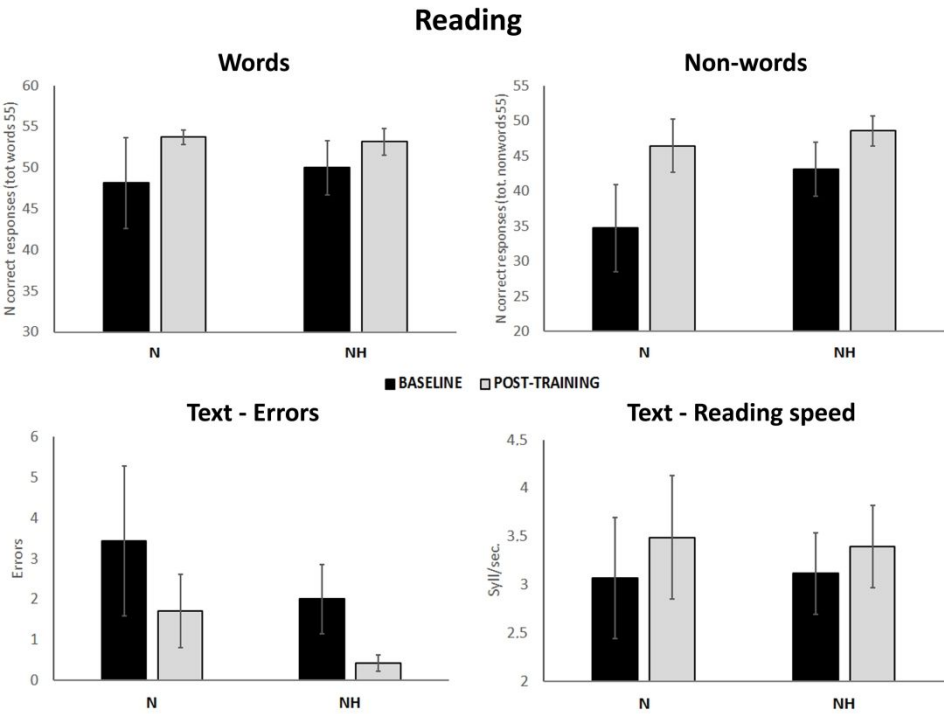 Reading
Words
N correct responses (tot words 55)
60
55
50
45
40
35
30
N
NH
Non-words
N correct responses (tot. nonwords 55)
55
50
45
40
35
30
25
20
N
NH
BASELINE
POST-TRAINING
Text - Errors
Errors
6
5
4
3
2
1
0
N
NH
Text - Reading speed
Syll/sec.
4.5
4
3.5
3
2.5
2
N
NH